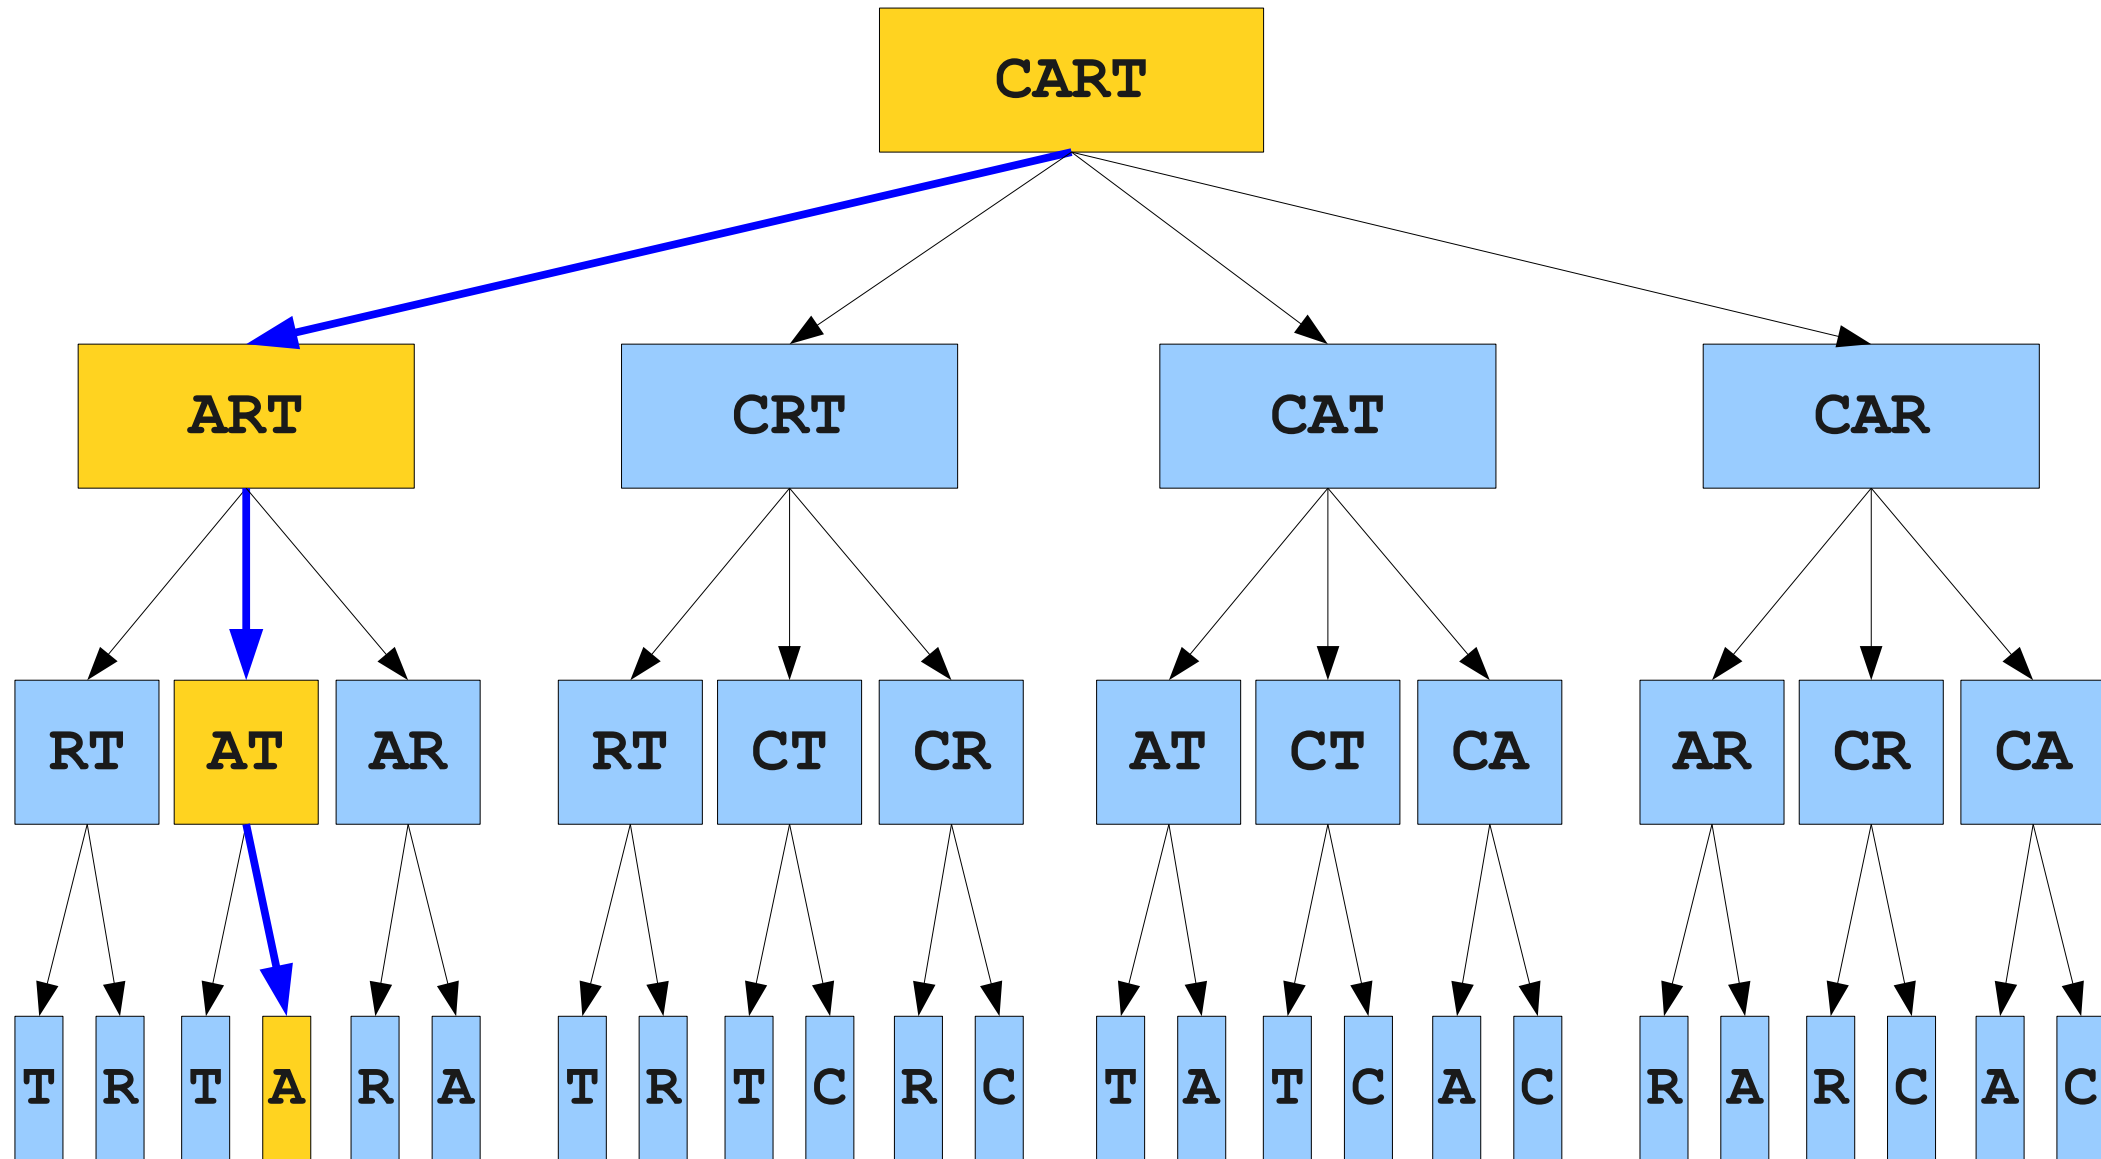 CART
ART CRT CAT CAR
RT AT AR RT CT CR AT CT CA AR CR CA
T R T A R A T R T C R C T A T C A C R A R C A C